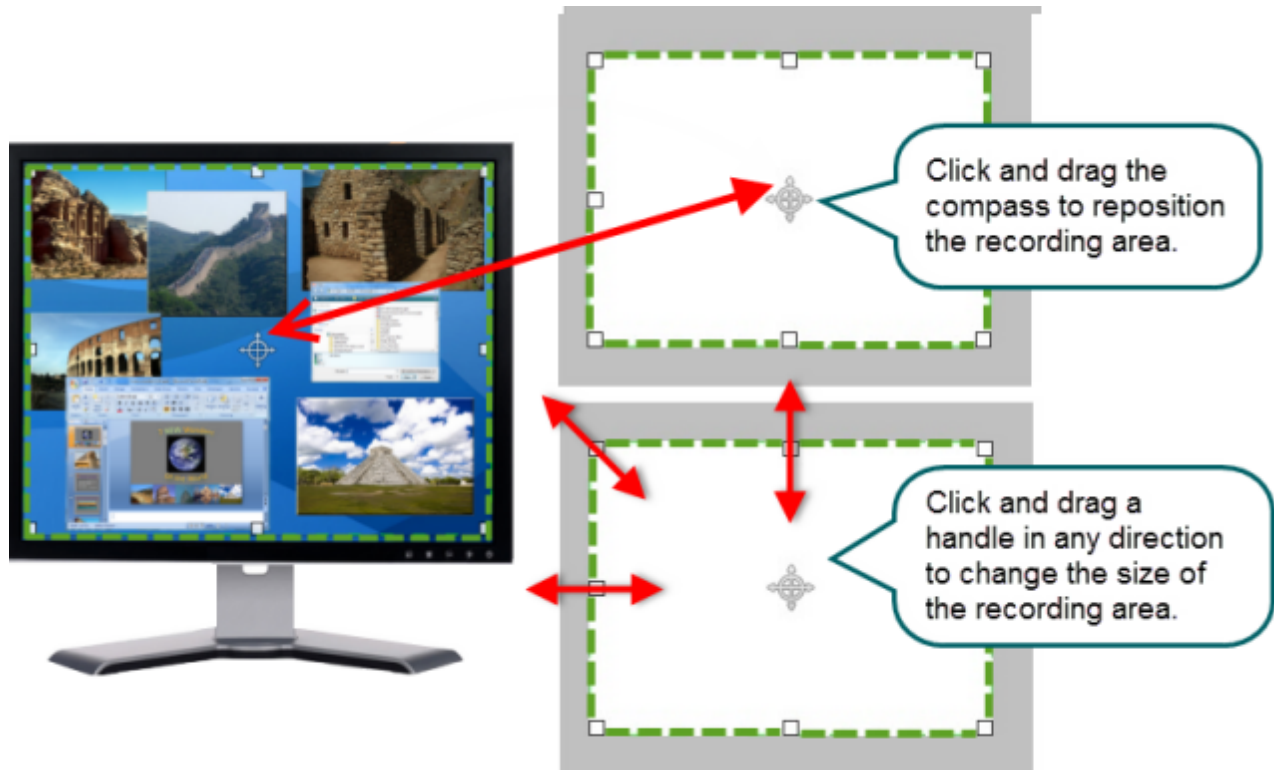 Click and drag the
compass to reposition
the recording area.
Click and drag a
handle in any direction
to change the size of
the recording area.